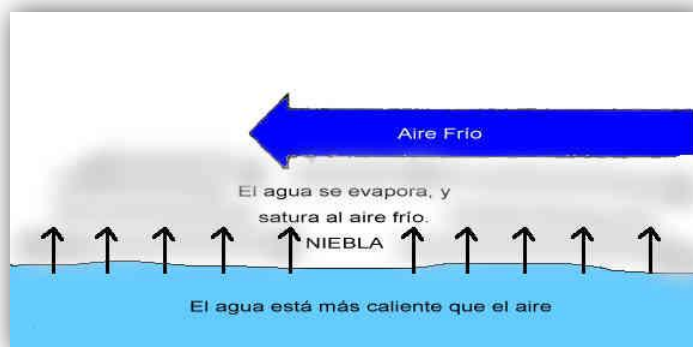 Aire Frío
El agua se evapora, y
satura al aire frío.
NIEBLA
El agua está más caliente que el aire